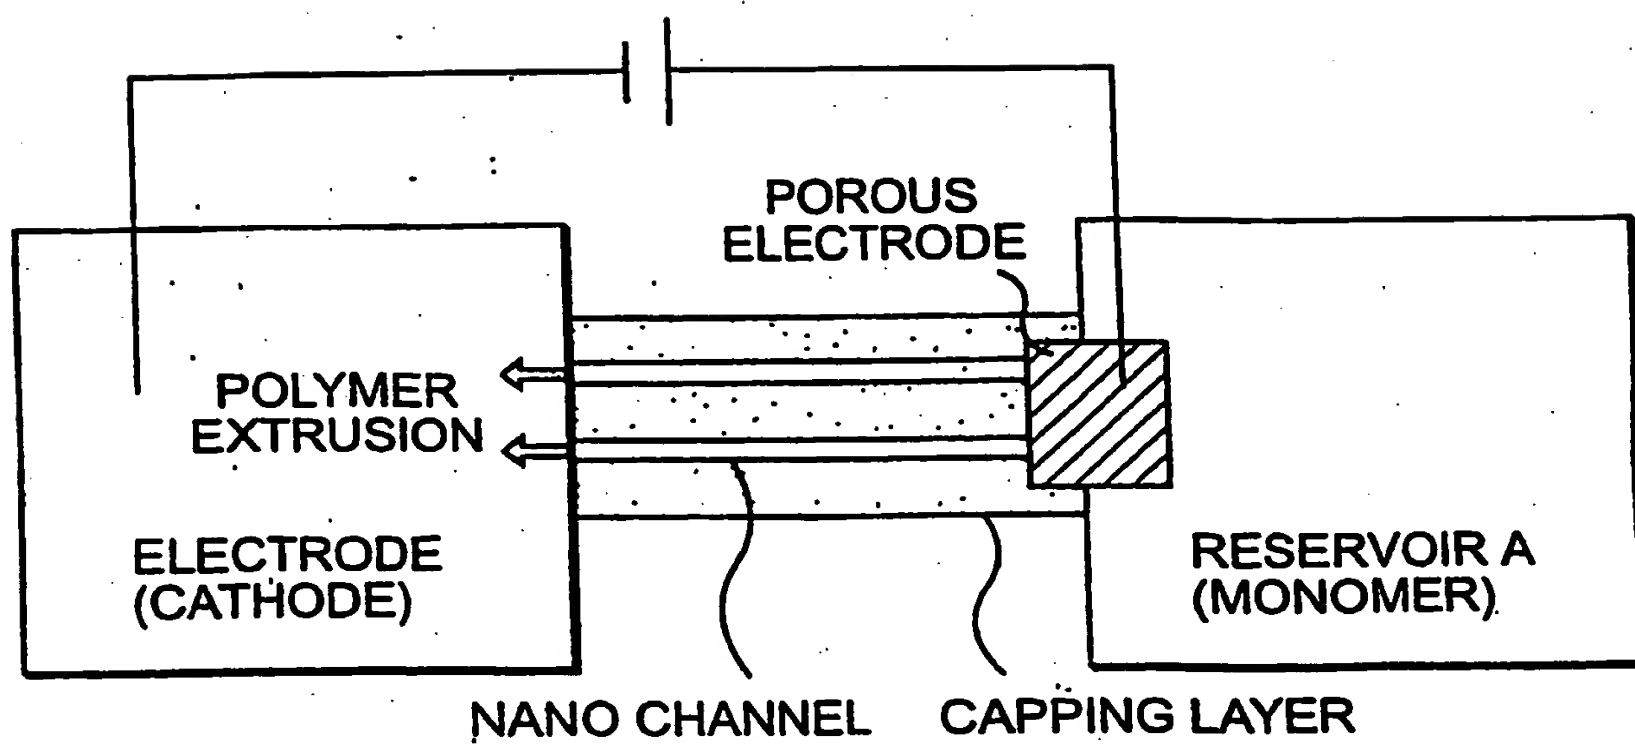 POROUS
ELECTRODE
POLYMER
EXTRUSION
ELECTRODE
(CATHODE)
RESERVOIR A
(MONOMER)
NANO CHANNEL
CAPPING LAYER